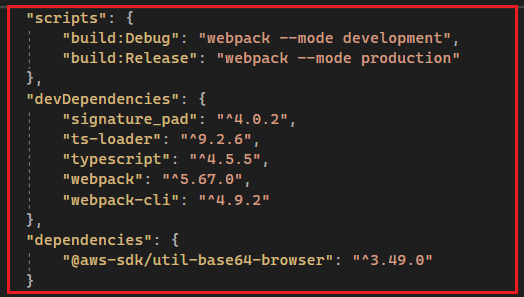 "scripts": {
"build:Debug": "webpack --mode development",
"build:Release": "webpack --mode production"
},
"devDependencies": {
"signature_pad": "^4.0.2",
"ts-loader": "^9.2.6",
"typescript": "^4.5.5",
"webpack": "^5.67.0",
"webpack-cli": "^4.9.2"
},
"dependencies": {
"@aws-sdk/util-base64-browser": "^3.49.0"
}